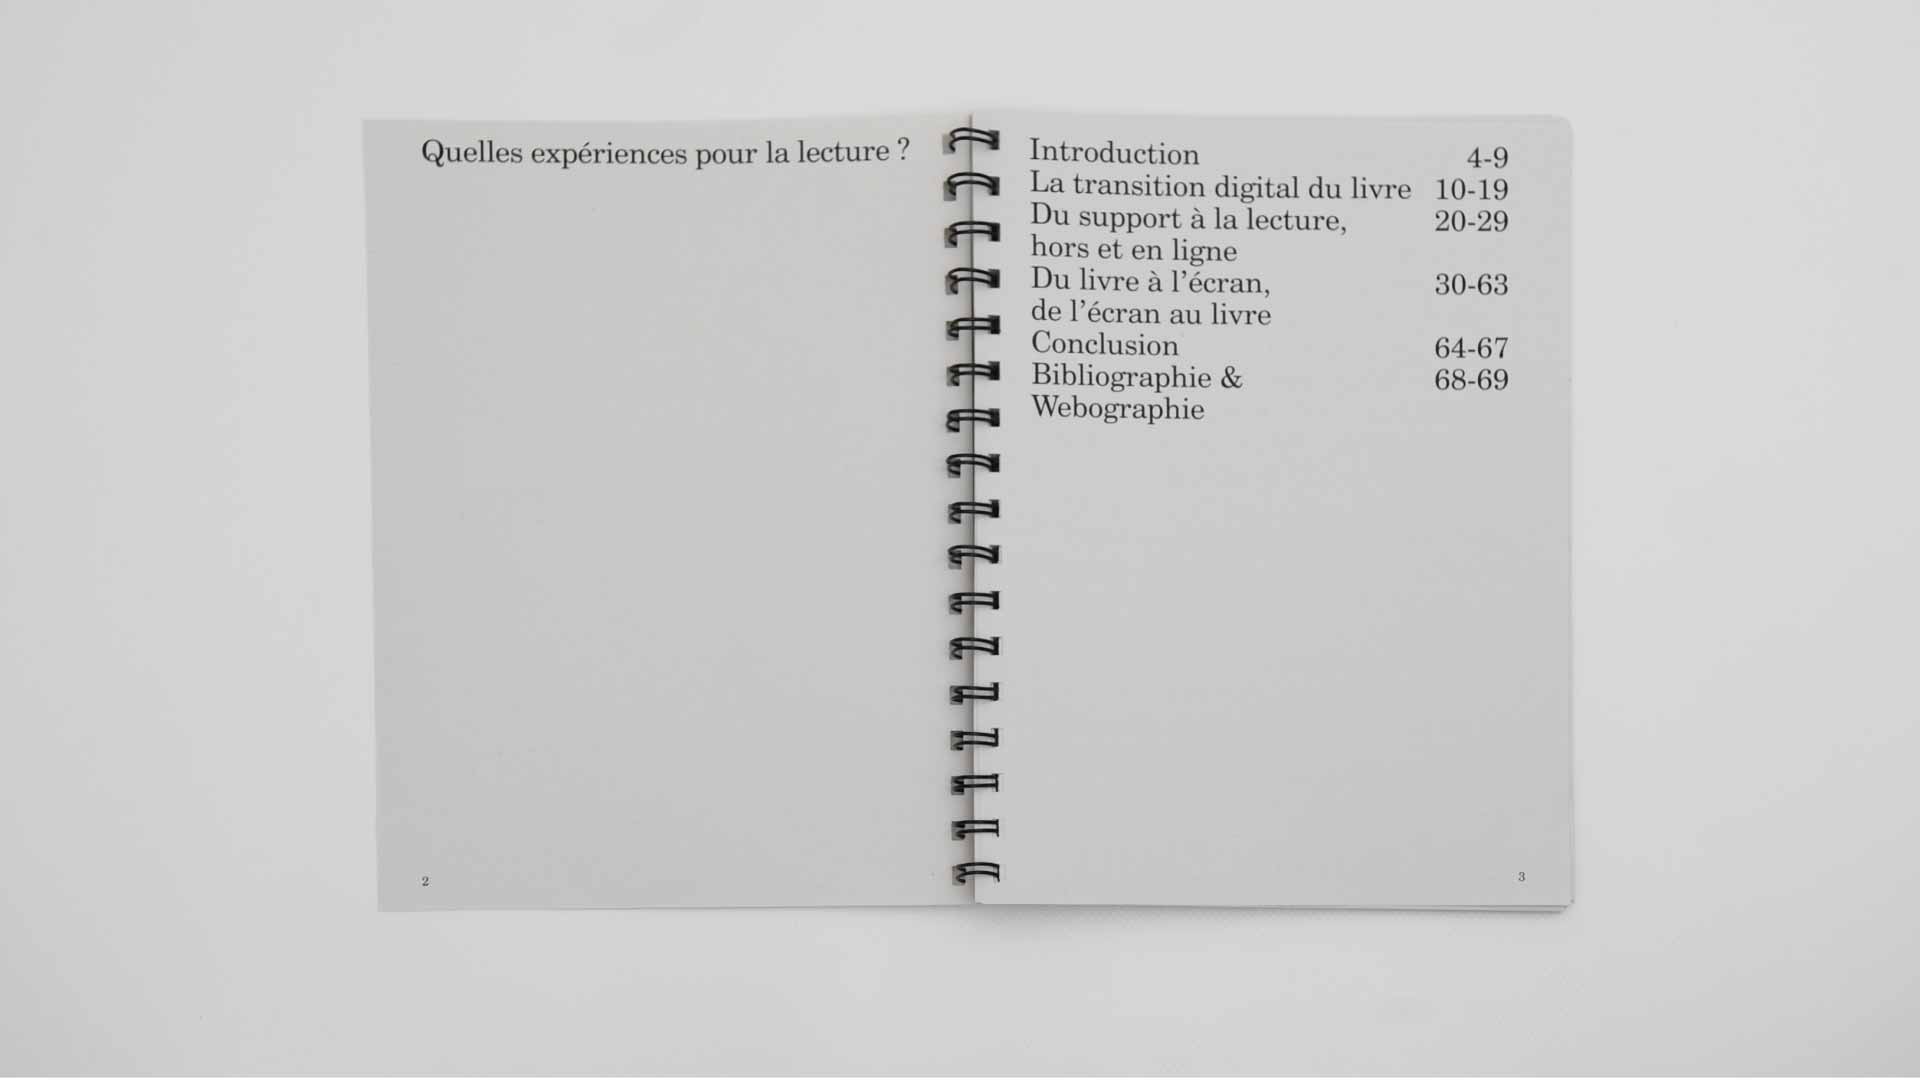 Quelles expériences pour la lecture ?
2
Introduction 4-9
La transition digital du livre 10-19
Du support à la lecture, 20-29
hors et en ligne
Du livre à l’écran, 30-63
de l’écran au livre
Conclusion 64-67
Bibliographie & 68-69
Webographie
3